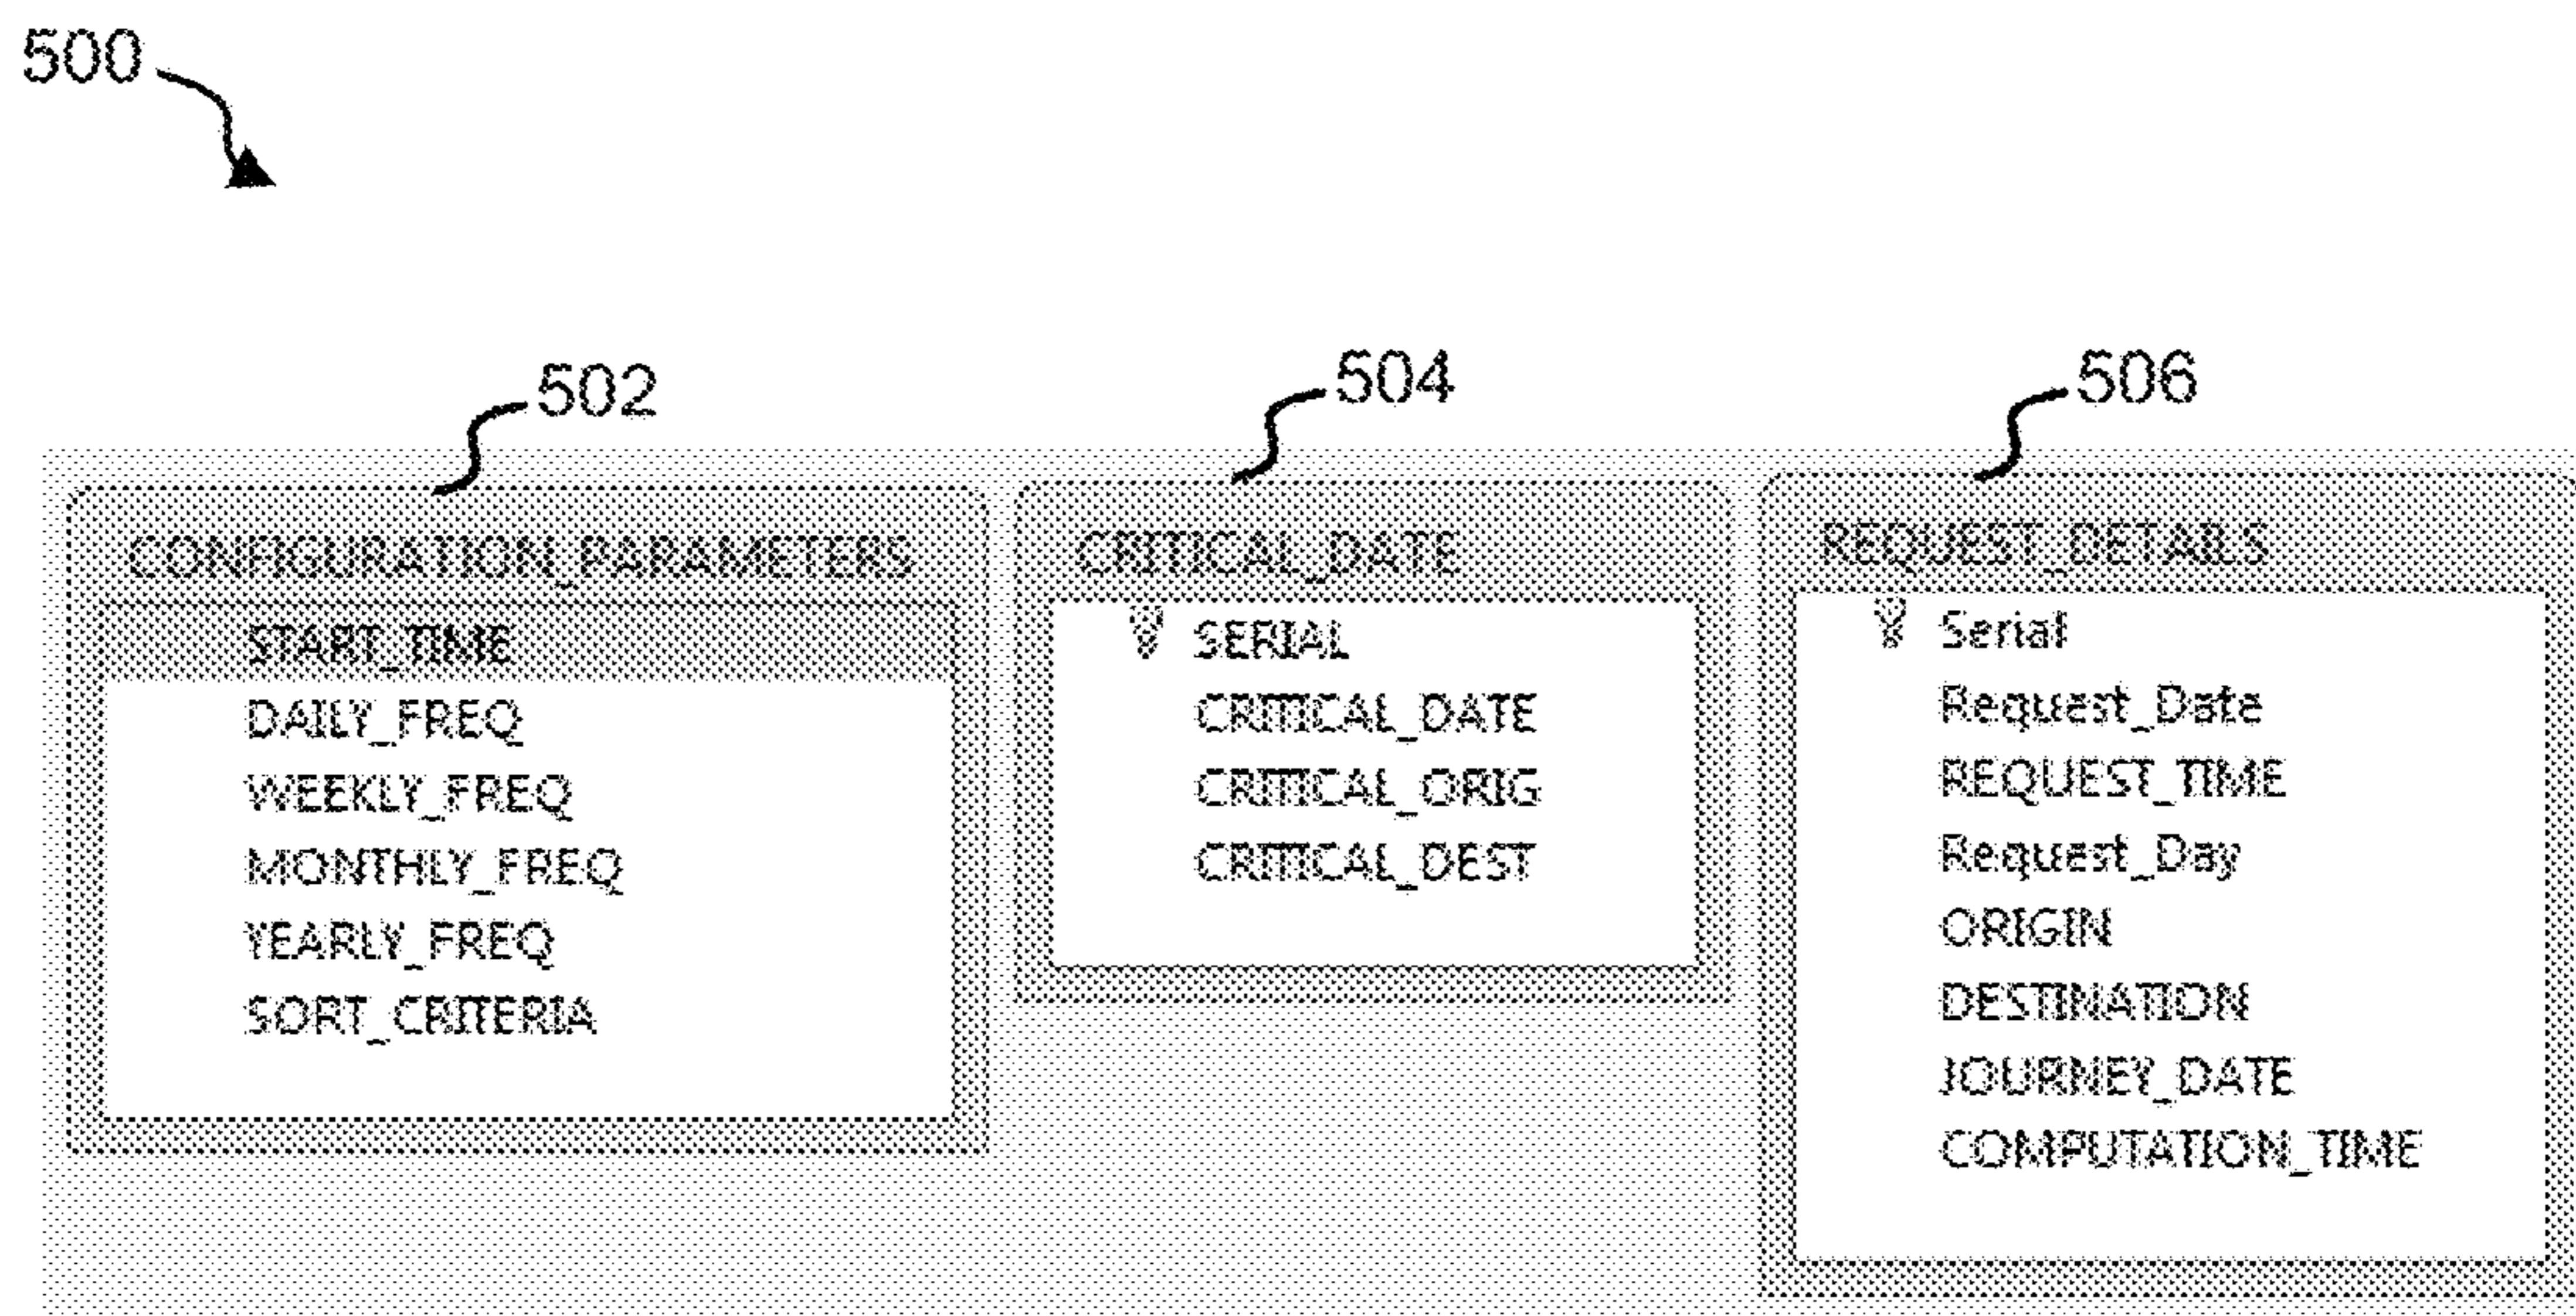 500
502
504
506
CONFIGURATION_PARAMETERS
START_TIME
DAILY_FREQ
WEEKLY_FREQ
MONTHLY_FREQ
YEARLY_FREQ
SORT_CRITERIA
CRITICAL_DATE
SERIAL
CRITICAL_DATE
CRITICAL_ORIG
CRITICAL_DEST
REQUEST_DETAILS
Serial
Request_Date
REQUEST_TIME
Request_Day
ORIGIN
DESTINATION
JOURNEY_DATE
COMPUTATION_TIME